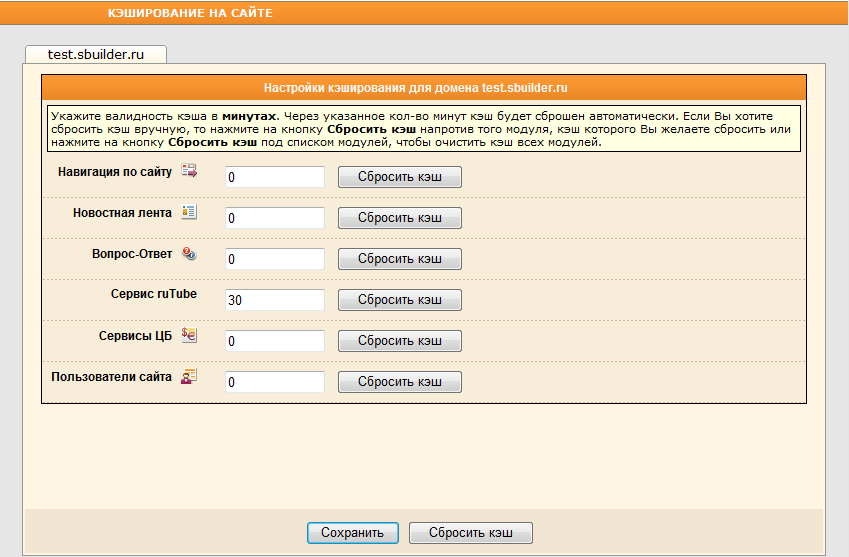 КЭШИРОВАНИЕ НА САЙТЕ
test.sbuilder.ru
Настройки кэширования для домена test.sbuilder.ru
Укажите валидность кэша в минутах. Через указанное кол-во минут кэш будет сброшен автоматически. Если Вы хотите
сбросить кэш вручную, то нажмите на кнопку Сбросить кэш напротив того модуля, кэш которого Вы желаете сбросить или
нажмите на кнопку Сбросить кэш под списком модулей, чтобы очистить кэш всех модулей.
Навигация по сайту 0 Сбросить кэш
Новостная лента 0 Сбросить кэш
Вопрос-Ответ 0 Сбросить кэш
Сервис ruTube 30 Сбросить кэш
Сервисы ЦБ 0 Сбросить кэш
Пользователи сайта 0 Сбросить кэш
Сохранить Сбросить кэш